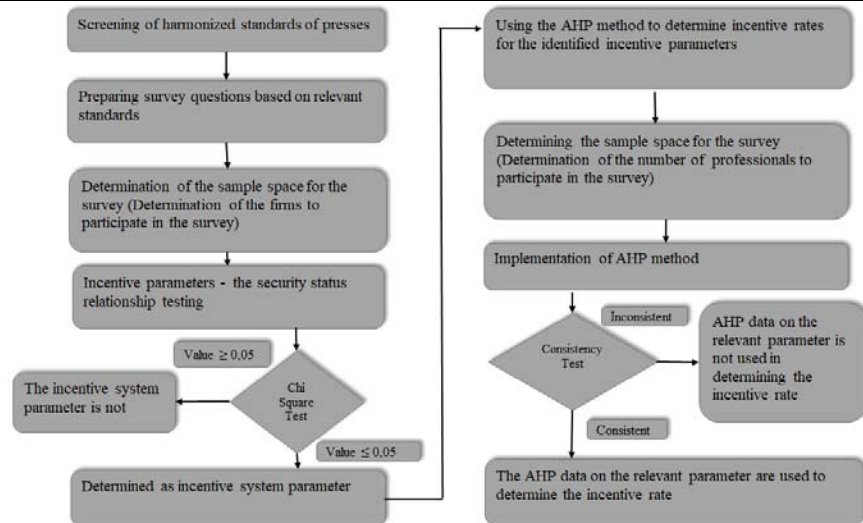 Screening of harmonized standards of presses
Preparing survey questions based on relevant
standards
Determination of the sample space for the
survey (Determination of the firms to
participate in the survey)
Incentive parameters - the security status
relationship testing
Value ≥ 0,05
Chi
Square
Test
The incentive system
parameter is not
Value ≤ 0,05
Determined as incentive system parameter
Using the AHP method to determine incentive rates
for the identified incentive parameters
Determining the sample space for the survey
(Determination of the number of professionals to
participate in the survey)
Implementation of AHP method
Inconsistent
Consistency
Test
AHP data on the
relevant parameter is
not used in
determining the
incentive rate
Consistent
The AHP data on the relevant parameter are used to
determine the incentive rate